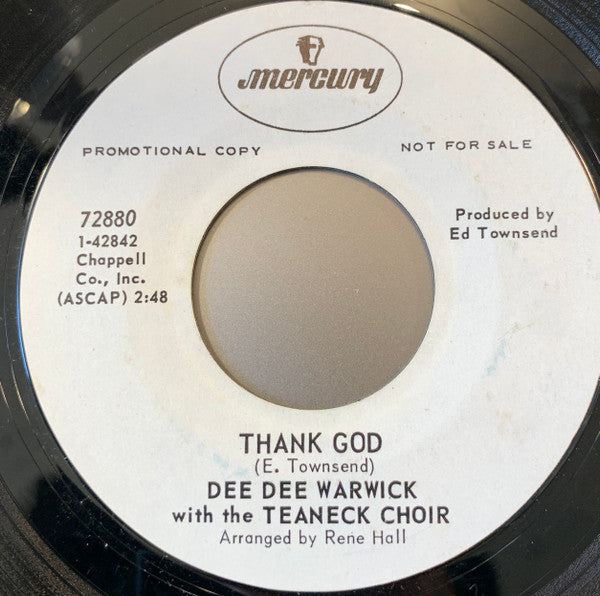 mercury
PROMOTIONAL COPY
NOT FOR SALE
72880
1-42842
Chappell
Co., Inc.
(ASCAP) 2:48
Produced by
Ed Townsend
THANK GOD
(E. Townsend)
DEE DEE WARWICK
with the TEANECK CHOIR
Arranged by Rene Hall